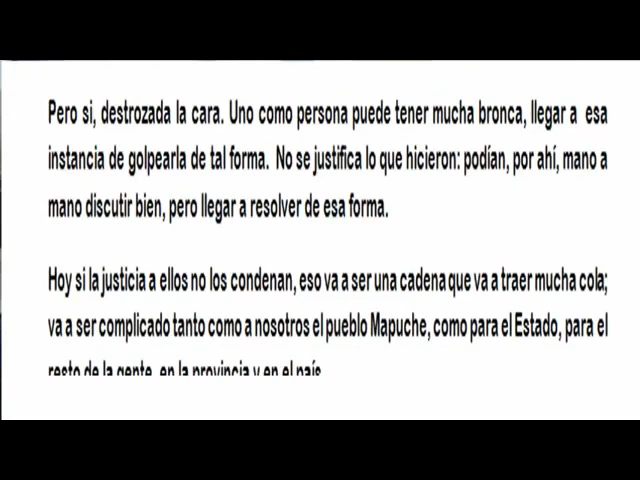 Pero si, destrozada la cara. Uno como persona puede tener mucha bronca, llegar a esa
instancia de golpearla de tal forma. No se justifica lo que hicieron: podían, por ahí, mano a
mano discutir bien, pero llegar a resolver de esa forma.
Hoy si la justicia a ellos no los condenan, eso va a ser una cadena que va a traer mucha cola;
va a ser complicado tanto como a nosotros el pueblo Mapuche, como para el Estado, para el
resto de la gente, en la provincia y en el país.